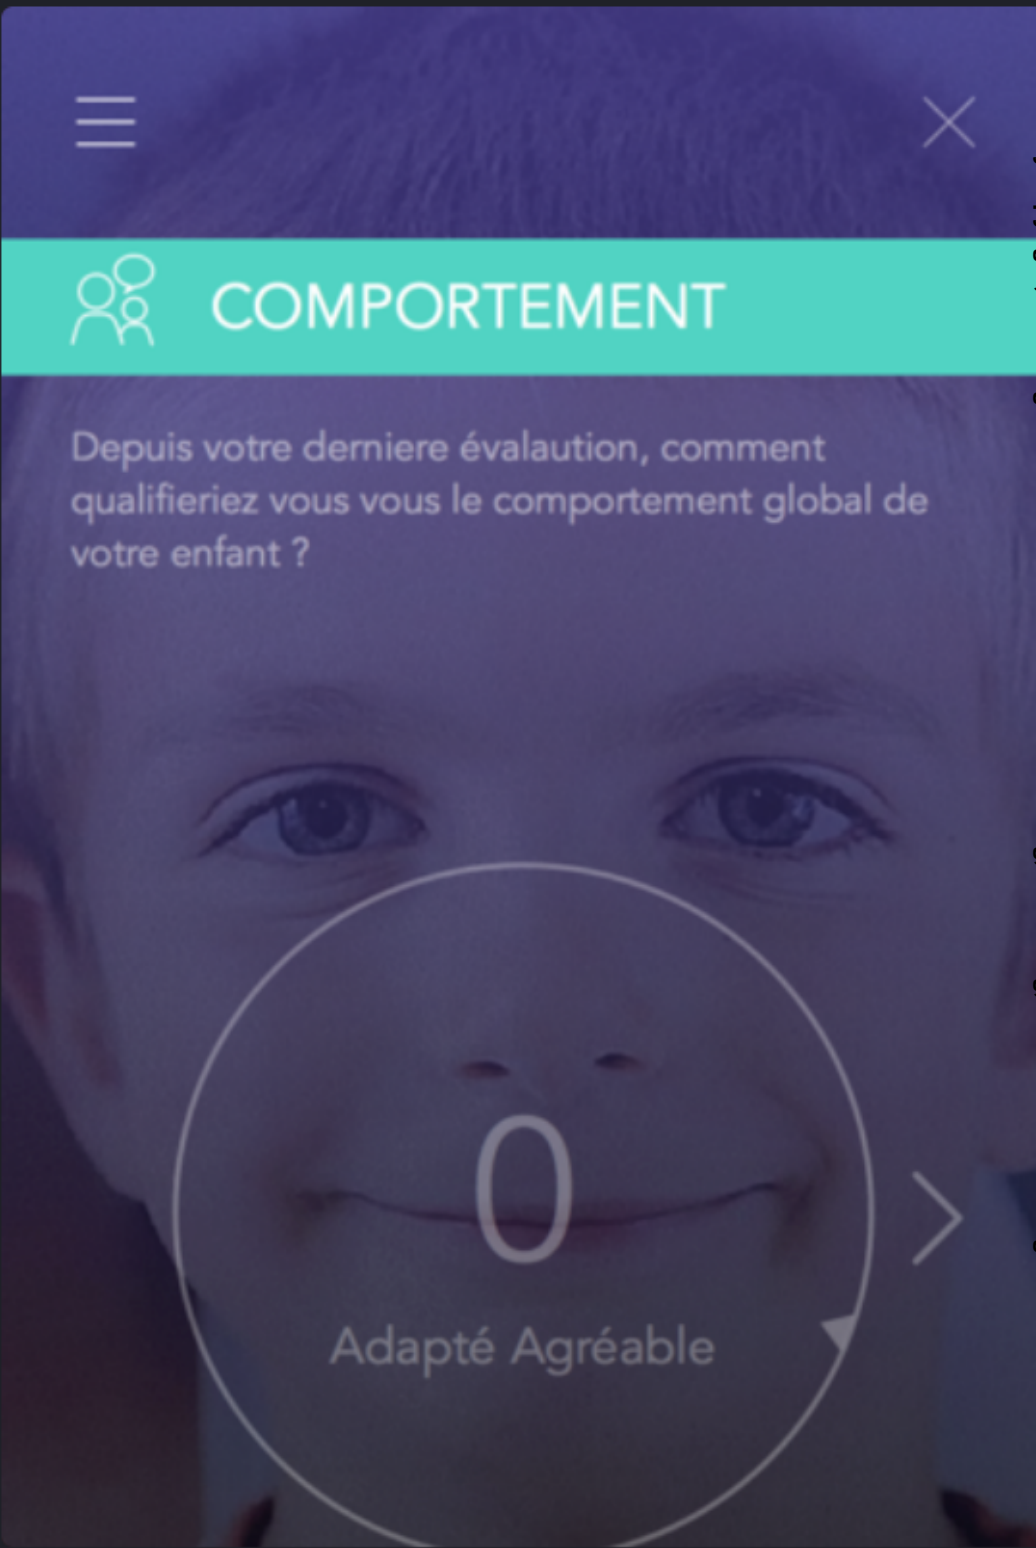 COMPORTEMENT
Depuis votre derniere évalaution, comment
qualifieriez vous vous le comportement global de
votre enfant ?
0
Adapté Agréable